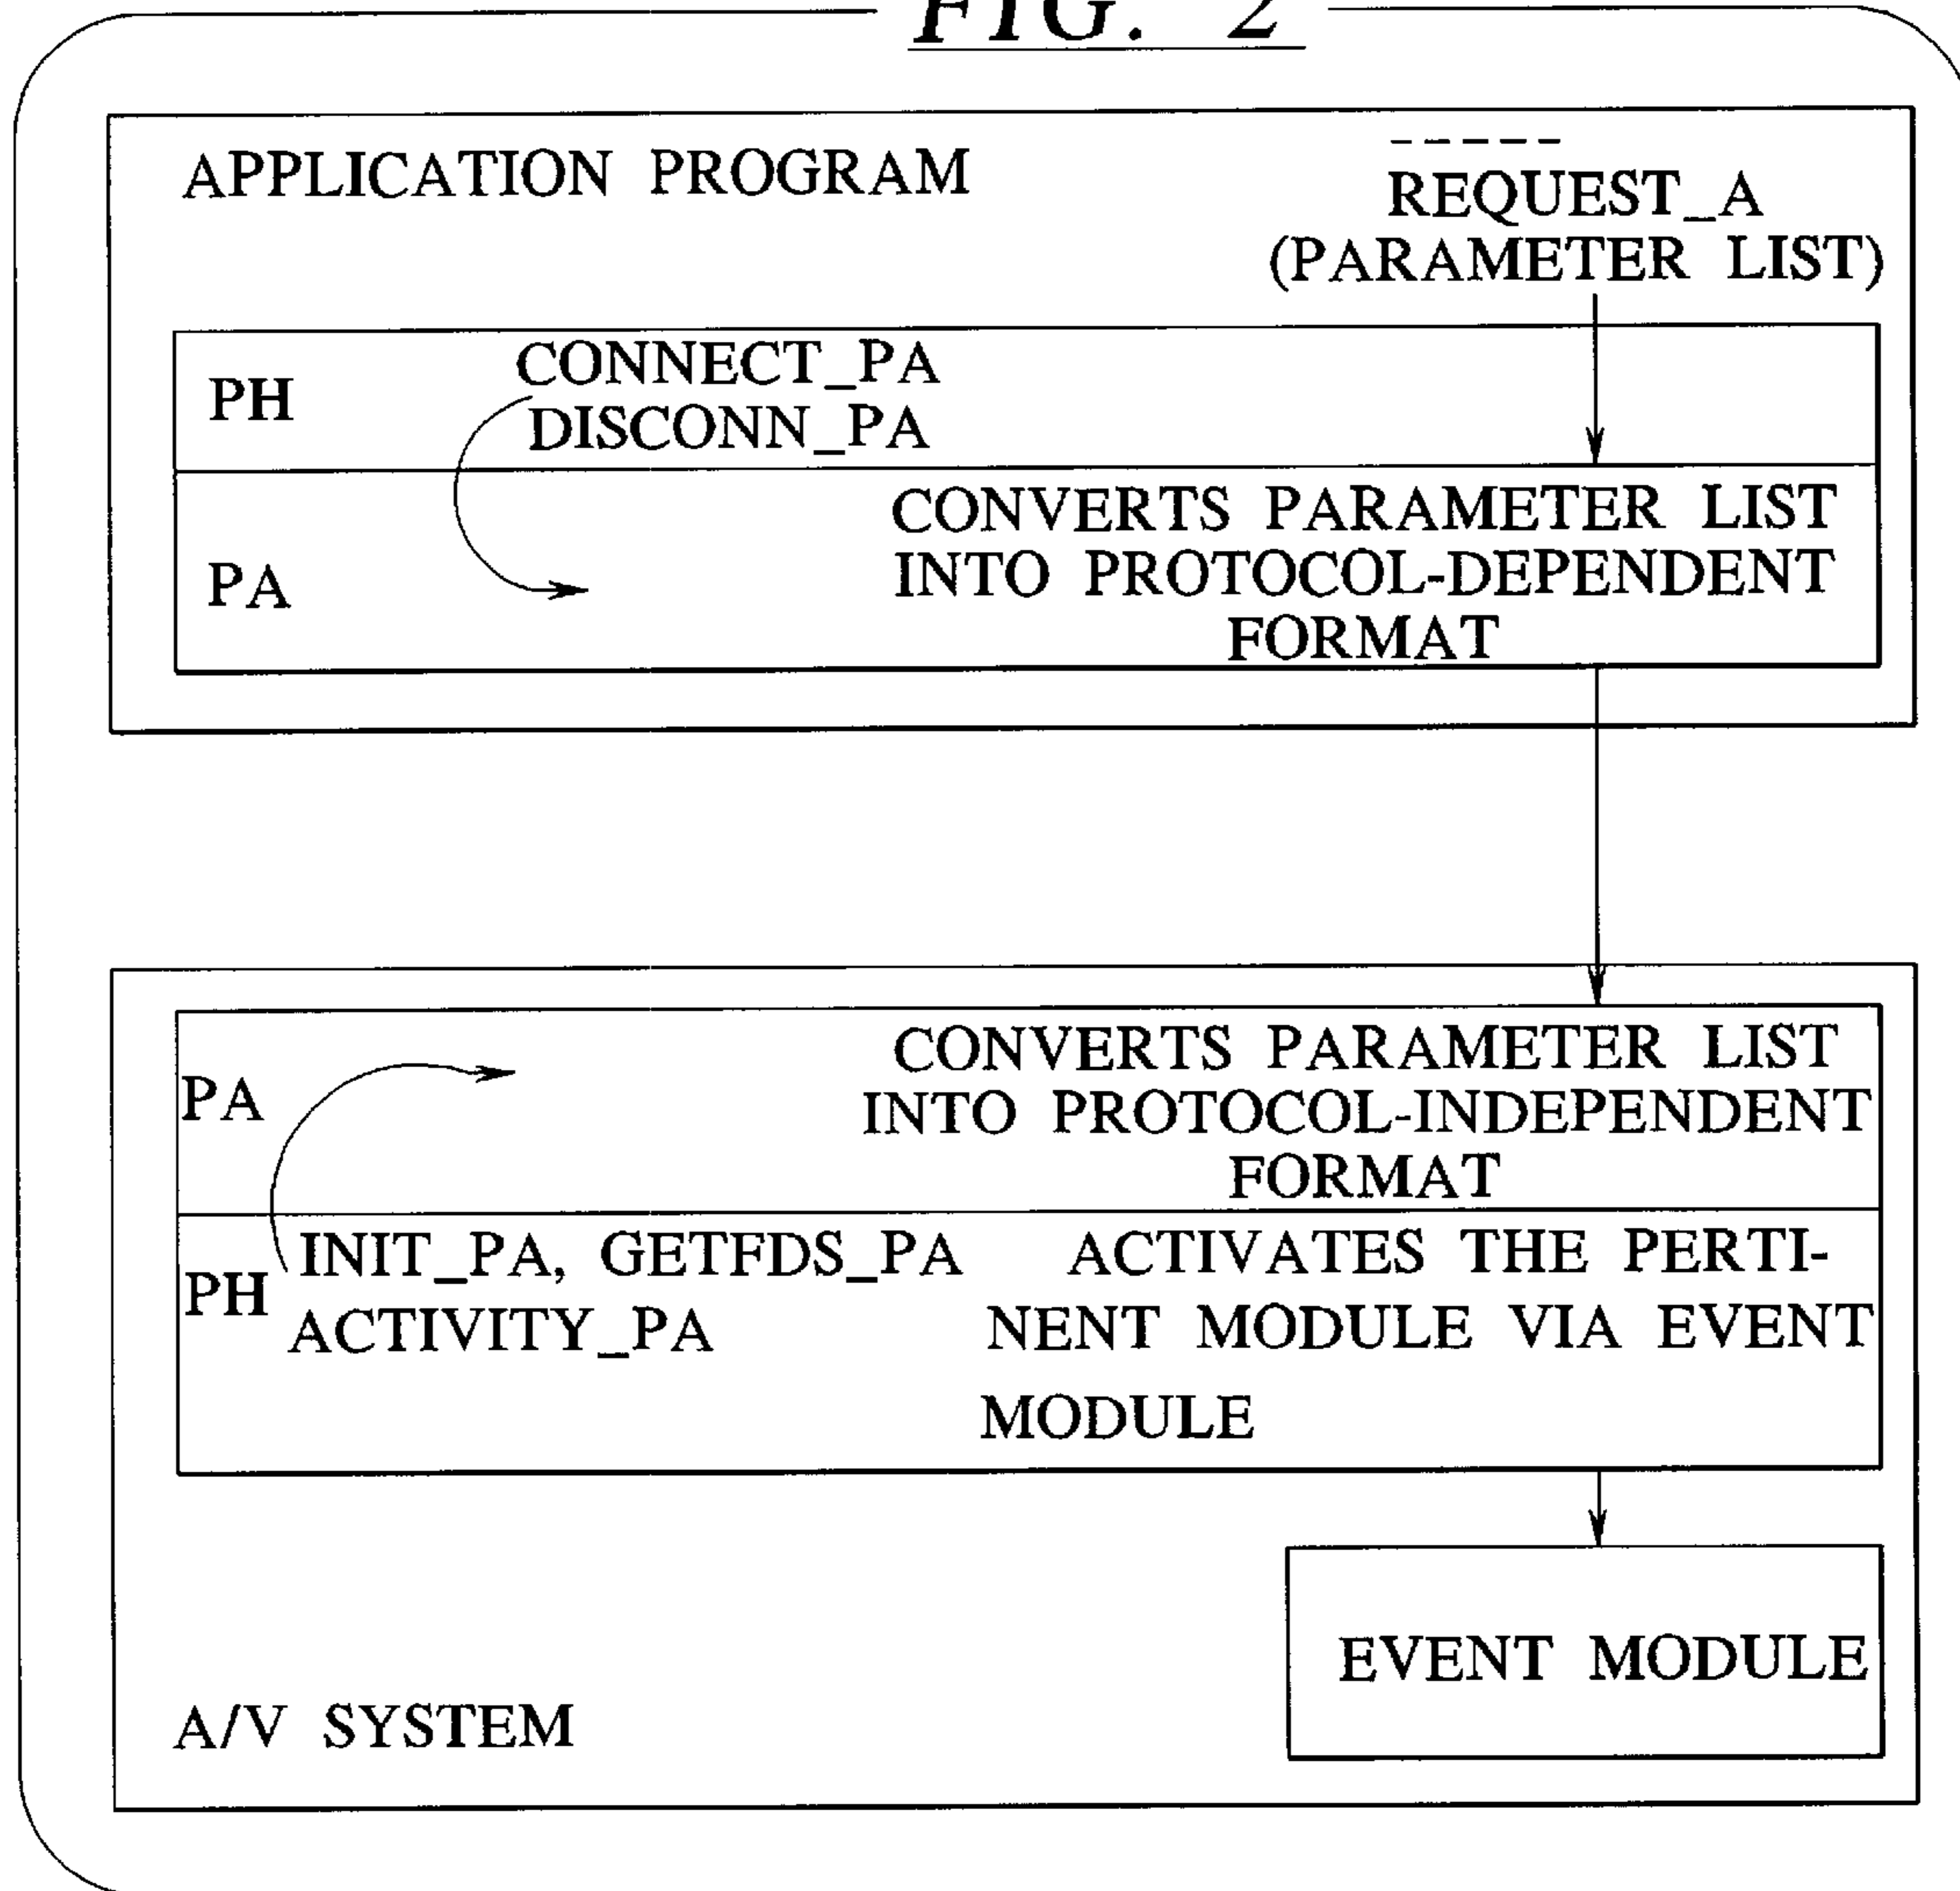 FIG. 2
APPLICATION PROGRAM
REQUEST_A
(PARAMETER LIST)
PH
CONNECT_PA
DISCONN_PA
PA
CONVERTS PARAMETER LIST
INTO PROTOCOL-DEPENDENT
FORMAT
PA
CONVERTS PARAMETER LIST
INTO PROTOCOL-INDEPENDENT
FORMAT
PH
INIT_PA, GETFDS_PA
ACTIVITY_PA
ACTIVATES THE PERTI-
NENT MODULE VIA EVENT
MODULE
EVENT MODULE
A/V SYSTEM